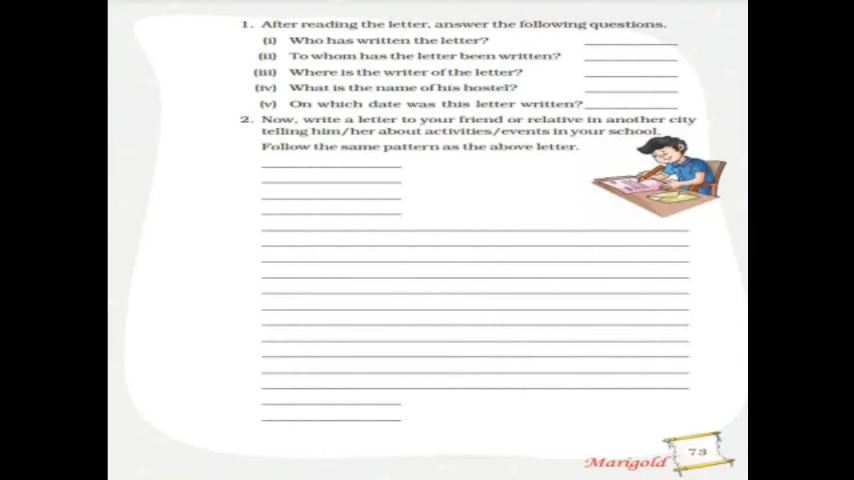 1. After reading the letter, answer the following questions.
(i) Who has written the letter?
(ii) To whom has the letter been written?
(iii) Where is the writer of the letter?
(iv) What is the name of his hostel?
(v) On which date was this letter written?
2. Now, write a letter to your friend or relative in another city
telling him/her about activities/events in your school.
Follow the same pattern as the above letter.
Marigold
73